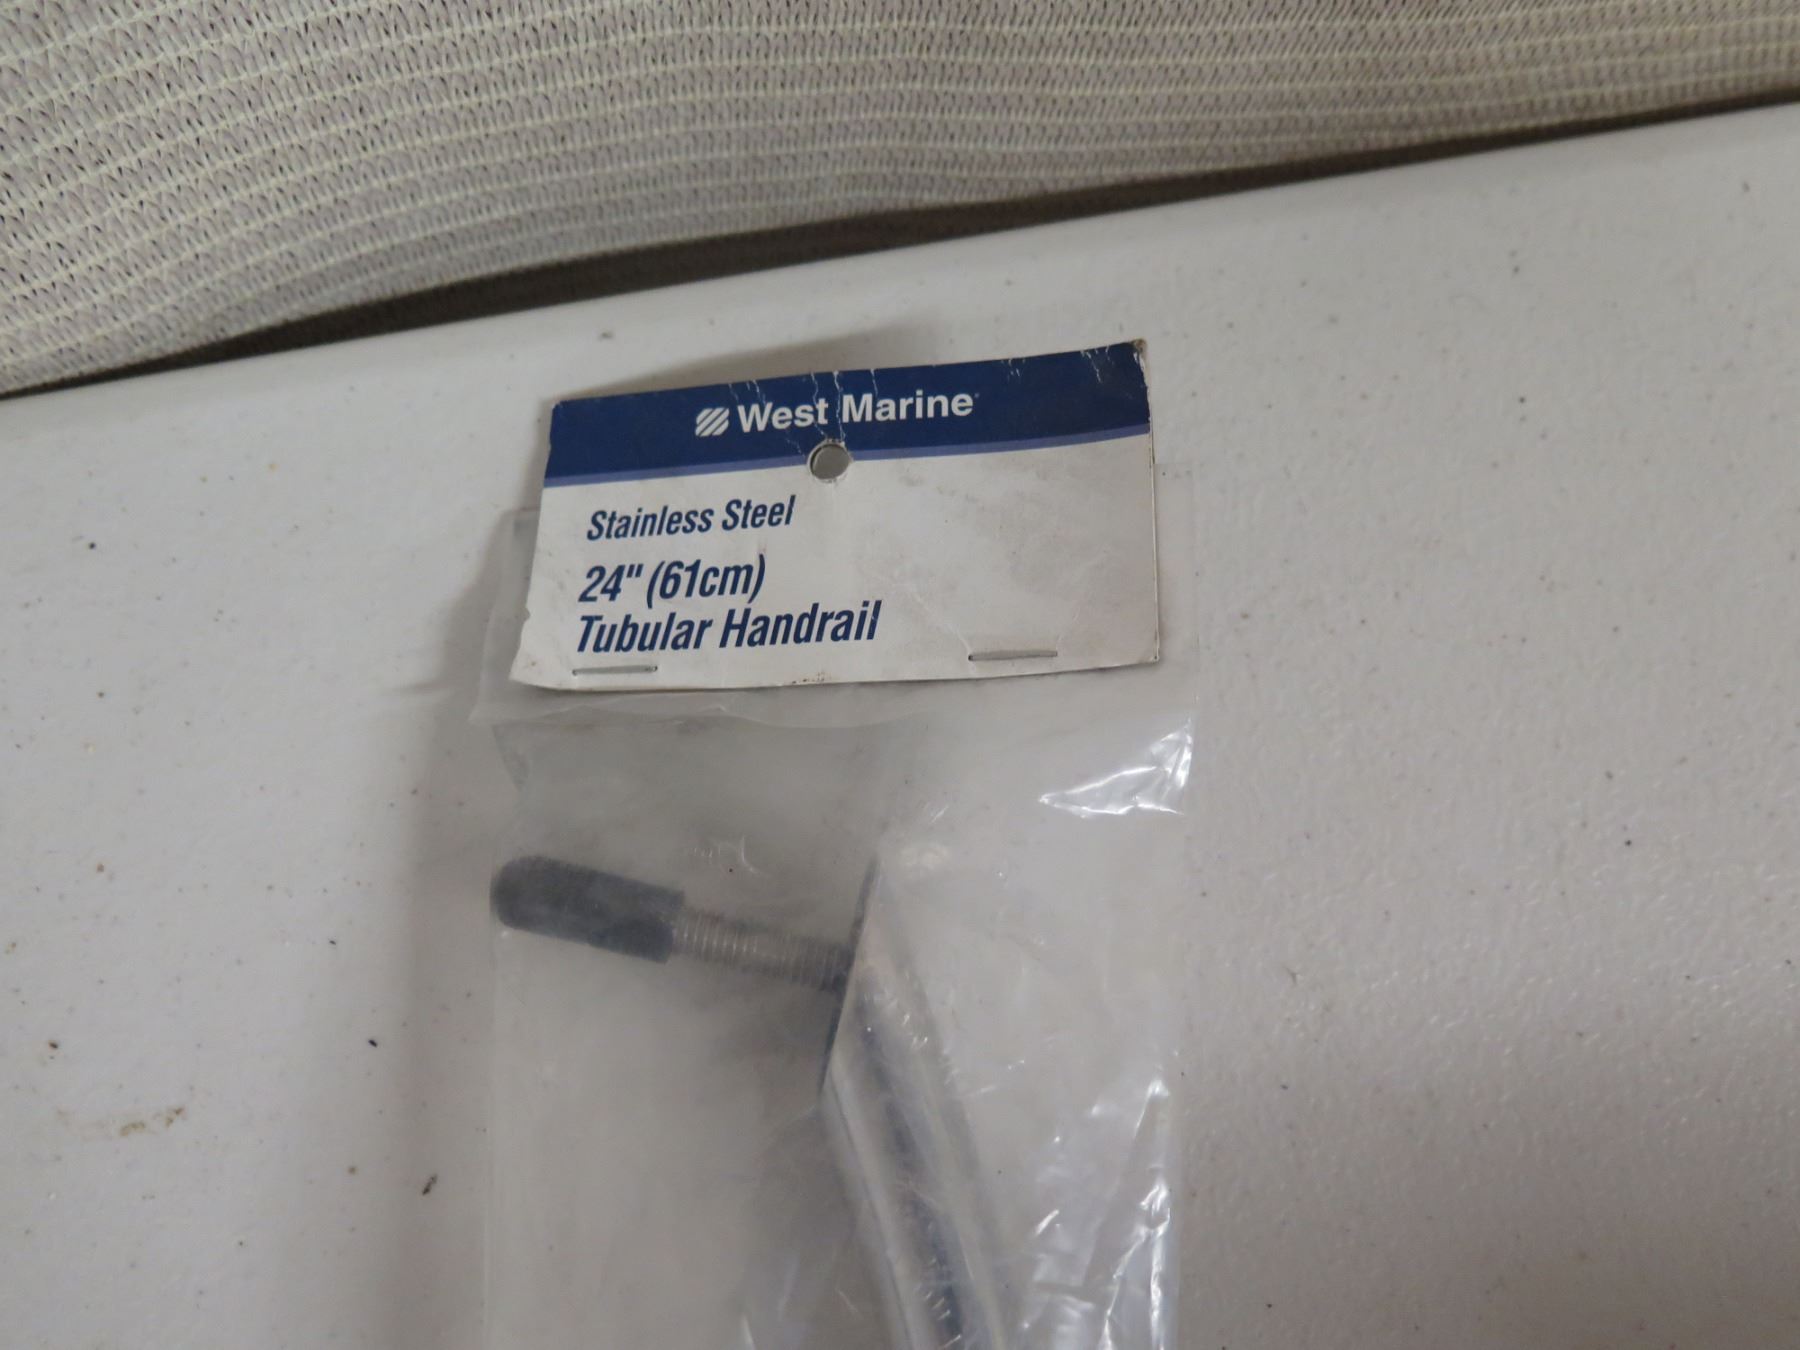 West Marine
Stainless Steel
24" (61cm)
Tubular Handrail